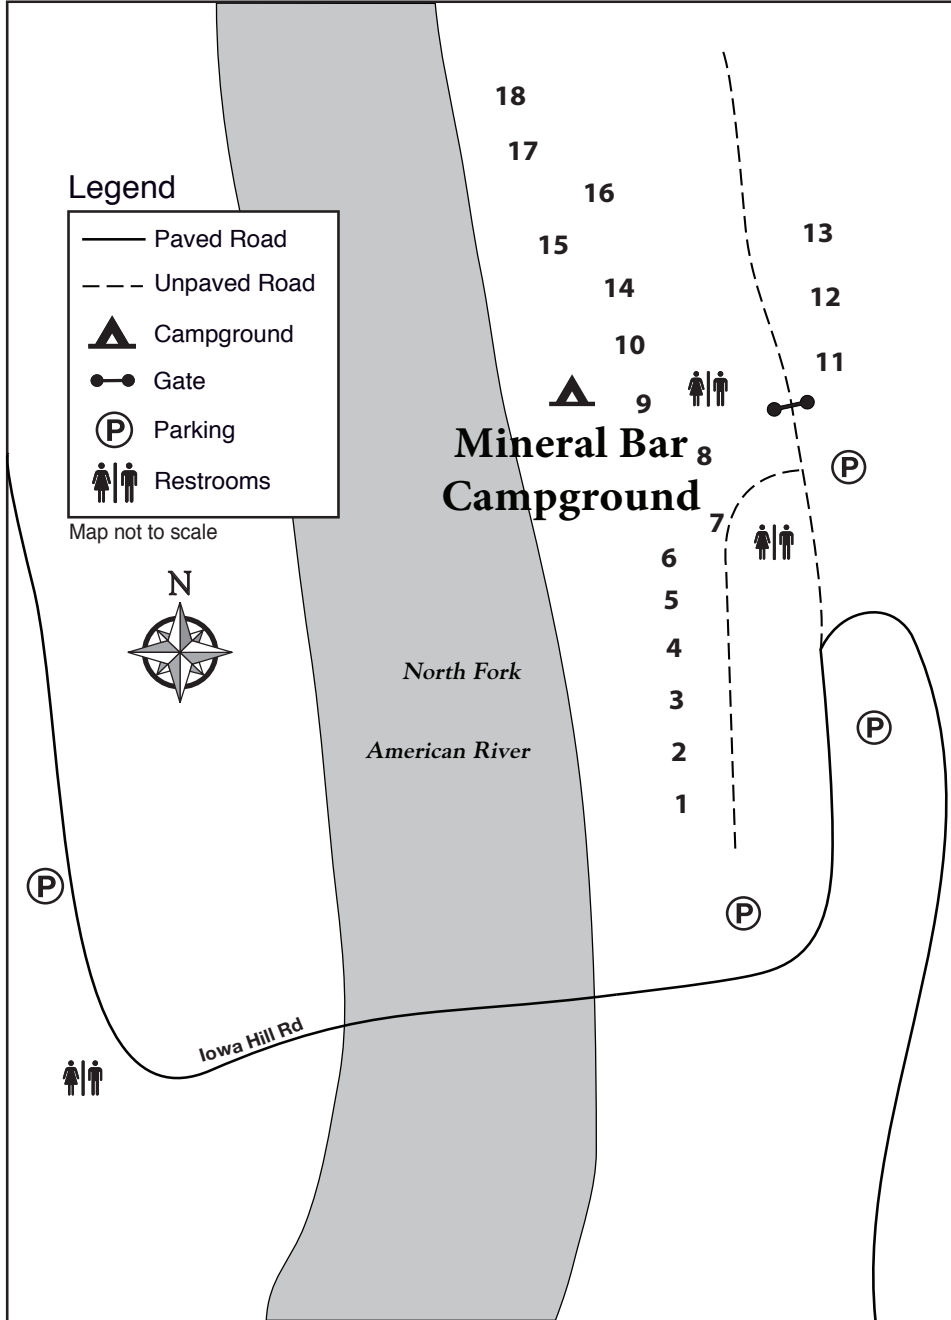 18
17
16
Legend
13
Paved Road
15
Unpaved Road
14
12
Campground
10
11
Gate
9
Parking
Mineral Bar
8
P
P
Campground
Restrooms
7
Map not to scale
6
N
5
4
North Fork
3
P
American River
2
1
P
P
Iowa Hill Rd